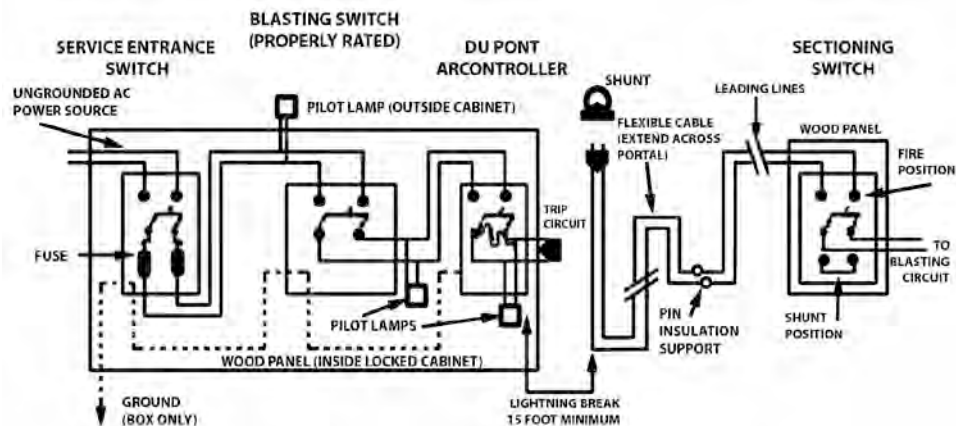 BLASTING SWITCH
(PROPERLY RATED)
SERVICE ENTRANCE
SWITCH
DU PONT
ARCONTROLLER
SECTIONING
SWITCH
UNGROUNDED AC
POWER SOURCE
PILOT LAMP (OUTSIDE CABINET)
SHUNT
LEADING LINES
FLEXIBLE CABLE
(EXTEND ACROSS
PORTAL)
WOOD PANEL
FIRE
POSITION
TRIP
CIRCUIT
FUSE
TO
BLASTING
CIRCUIT
PILOT LAMPS
PIN
INSULATION
SUPPORT
SHUNT
POSITION
WOOD PANEL (INSIDE LOCKED CABINET)
GROUND
(BOX ONLY)
LIGHTNING BREAK
15 FOOT MINIMUM